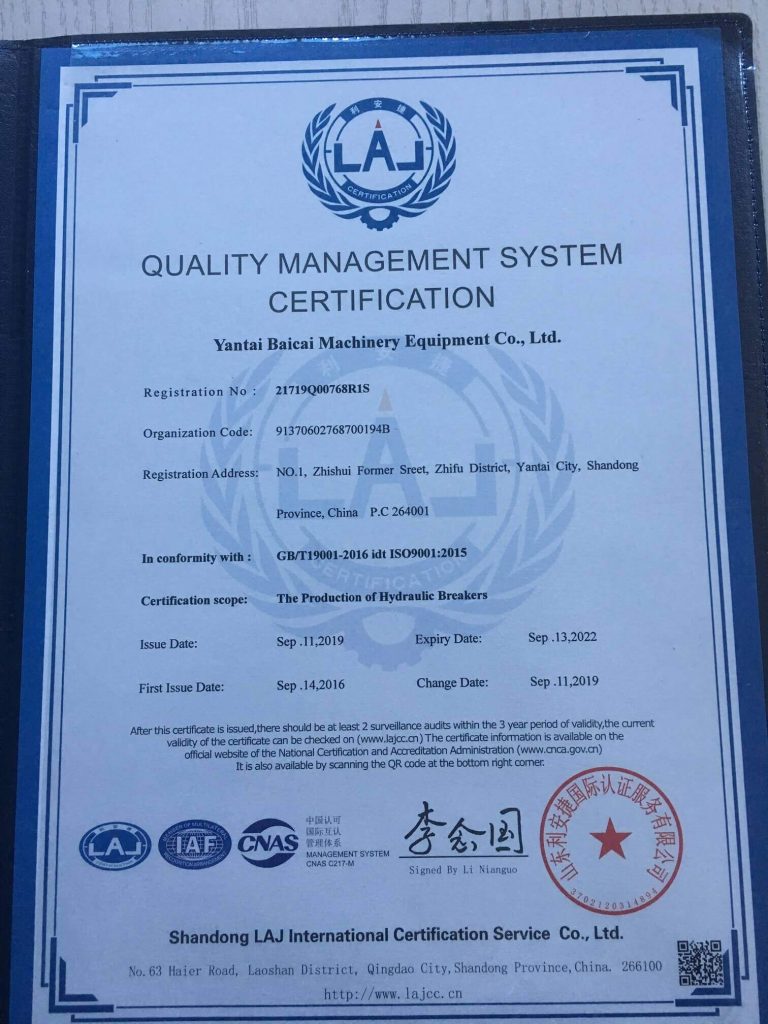 利安捷
LAJ
CERTIFICATION
QUALITY MANAGEMENT SYSTEM
CERTIFICATION
Yantai Baicai Machinery Equipment Co., Ltd.
Registration No : 21719Q00768R1S
Organization Code: 91370602768700194B
Registration Address: NO.1, Zhishui Former Sreet, Zhifu District, Yantai City, Shandong
Province, China P.C 264001
In conformity with : GB/T19001-2016 idt ISO9001:2015
Certification scope: The Production of Hydraulic Breakers
Issue Date: Sep .11,2019 Expiry Date: Sep .13,2022
First Issue Date: Sep .14,2016 Change Date: Sep .11,2019
After this certificate is issued,there should be at least 2 surveillance audits within the 3 year period of validity,the current
validity of the certificate can be checked on (www.lajcc.cn) The certificate information is available on the
official website of the National Certification and Accreditation Administration (www.cnca.gov.cn)
It is also available by scanning the QR code at the bottom right corner.
LAJ
IAF
CNAS
中国认可
国际互认
管理体系
MANAGEMENT SYSTEM
CNAS C217-M
李念国
Signed By Li Nianguo
山东利安捷国际认证服务有限公司
3702120314894
Shandong LAJ International Certification Service Co., Ltd.
No.63 Haier Road, Laoshan District, Qingdao City,Shandong Province,China. 266100
http://www.lajcc.cn